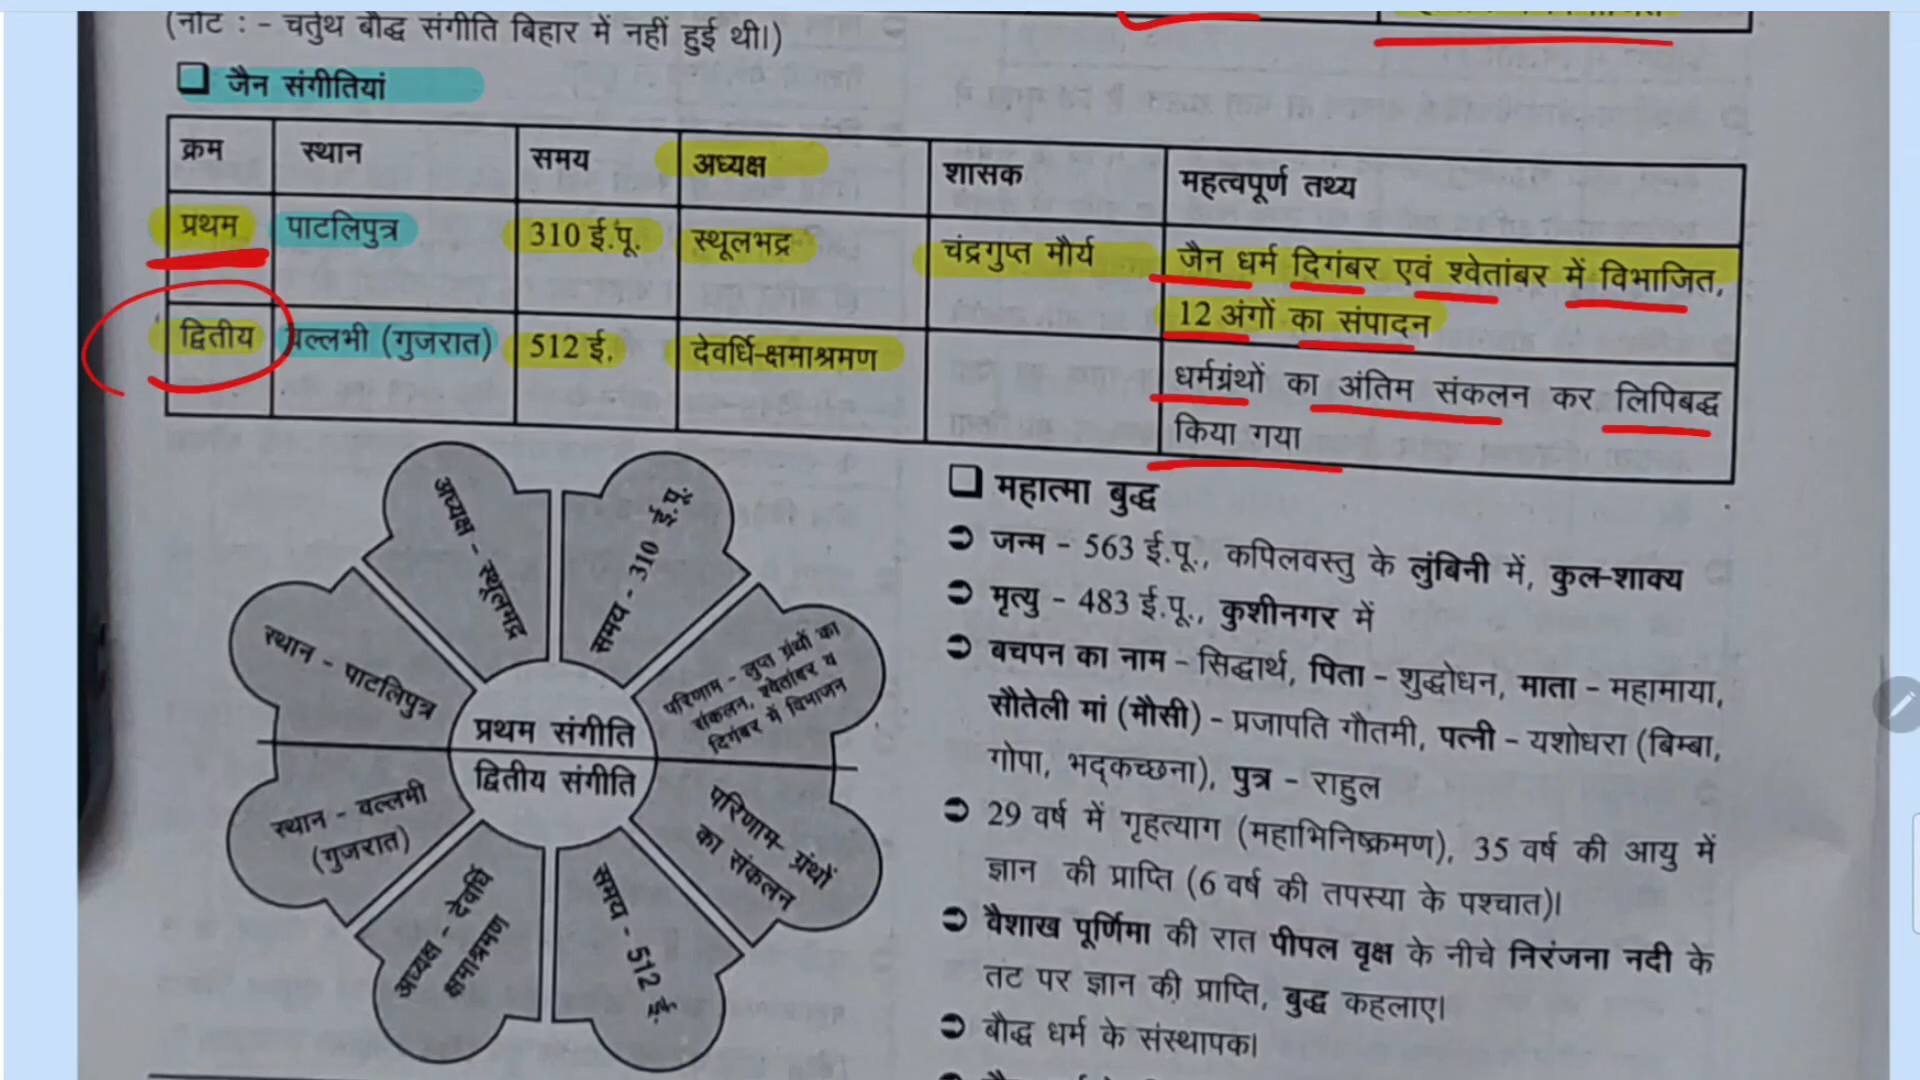 (नोट : - चर्तुथ बौद्ध संगीति बिहार में नहीं हुई थी।)
जैन संगीतियां
क्रम स्थान समय अध्यक्ष शासक महत्वपूर्ण तथ्य
प्रथम पाटलिपुत्र 310 ई.पू. स्थूलभद्र चंद्रगुप्त मौर्य जैन धर्म दिगंबर एवं श्वेतांबर में विभाजित,
12 अंगों का संपादन
द्वितीय वल्लभी (गुजरात) 512 ई. देवर्धि-क्षमाश्रमण धर्मग्रंथों का अंतिम संकलन कर लिपिबद्ध
किया गया
अध्यक्ष - स्थूलभद्र
समय - 310 ई.पू.
स्थान - पाटलिपुत्र
परिणाम - लुप्त ग्रंथों का
संकलन, श्वेतांबर व
दिगंबर में विभाजन
प्रथम संगीति
द्वितीय संगीति
स्थान - वल्लभी
(गुजरात)
अध्यक्ष - देवर्धि
क्षमाश्रमण
समय - 512 ई.
परिणाम- ग्रंथों
का संकलन
महात्मा बुद्ध
जन्म - 563 ई.पू., कपिलवस्तु के लुंबिनी में, कुल-शाक्य
मृत्यु - 483 ई.पू., कुशीनगर में
बचपन का नाम - सिद्धार्थ, पिता - शुद्धोधन, माता - महामाया,
सौतेली मां (मौसी) - प्रजापति गौतमी, पत्नी - यशोधरा (बिम्बा,
गोपा, भद्कच्छना), पुत्र - राहुल
29 वर्ष में गृहत्याग (महाभिनिष्क्रमण), 35 वर्ष की आयु में
ज्ञान की प्राप्ति (6 वर्ष की तपस्या के पश्चात)।
वैशाख पूर्णिमा की रात पीपल वृक्ष के नीचे निरंजना नदी के
तट पर ज्ञान की प्राप्ति, बुद्ध कहलाए।
बौद्ध धर्म के संस्थापक।